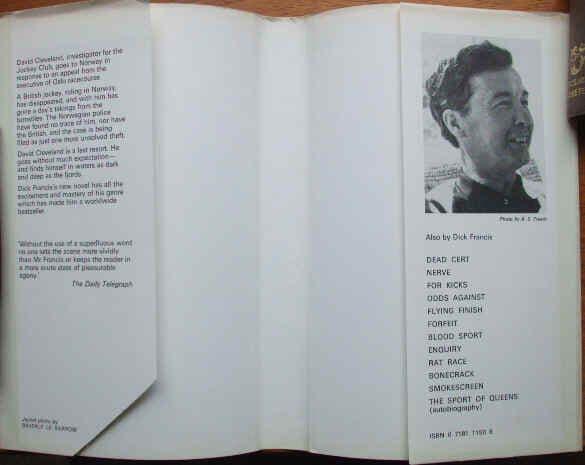 David Cleveland, investigator for the
Jockey Club, goes to Norway in
response to an appeal from the
executive of Oslo racecourse.
A British jockey, riding in Norway,
has disappeared, and with him has
gone a day's takings from the
turnstiles. The Norwegian police
have found no trace of him, nor have
the British, and the case is being
filed as just one more unsolved theft.
David Cleveland is a last resort. He
goes without much expectation—
and finds himself in waters as dark
and deep as the fjords.
Dick Francis's new novel has all the
excitement and mastery of his genre
which has made him a worldwide
bestseller.
'Without the use of a superfluous word
no one sets the scene more vividly
than Mr Francis or keeps the reader in
a more acute state of pleasurable
agony.'
The Daily Telegraph
Jacket photo by
BEVERLY LE BARROW
Photo by A. C.
Also by Dick Francis
DEAD CERT
NERVE
FOR KICKS
ODDS AGAINST
FLYING FINISH
FORFEIT
BLOOD SPORT
ENQUIRY
RAT RACE
BONECRACK
SMOKESCREEN
THE SPORT OF QUEENS
(autobiography)
ISBN 0 7181 1150 8